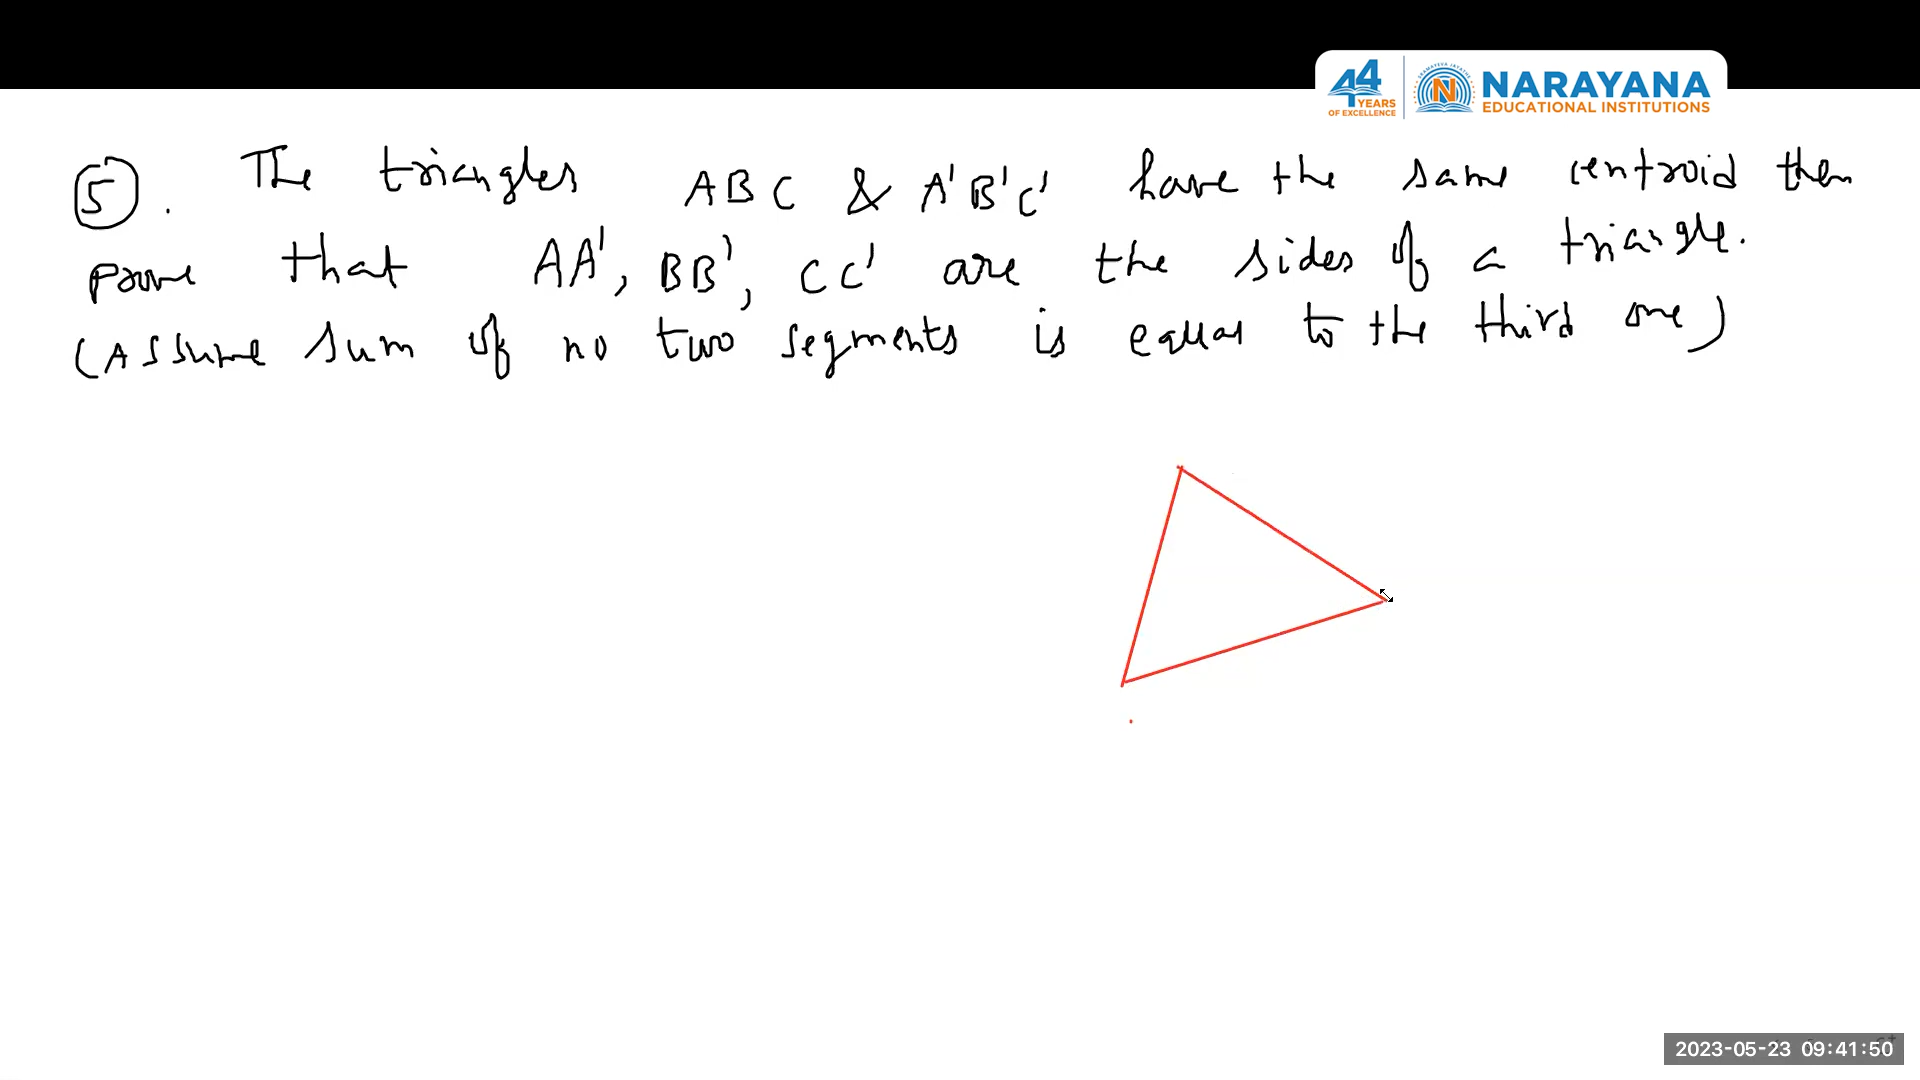 44 YEARS OF EXCELLENCE
NARAYANA
EDUCATIONAL INSTITUTIONS
5. The triangles ABC & A'B'C' have the same centroid then
prove that AA', BB', CC' are the sides of a triangle.
(Assume sum of no two segments is equal to the third one)
2023-05-23 09:41:50